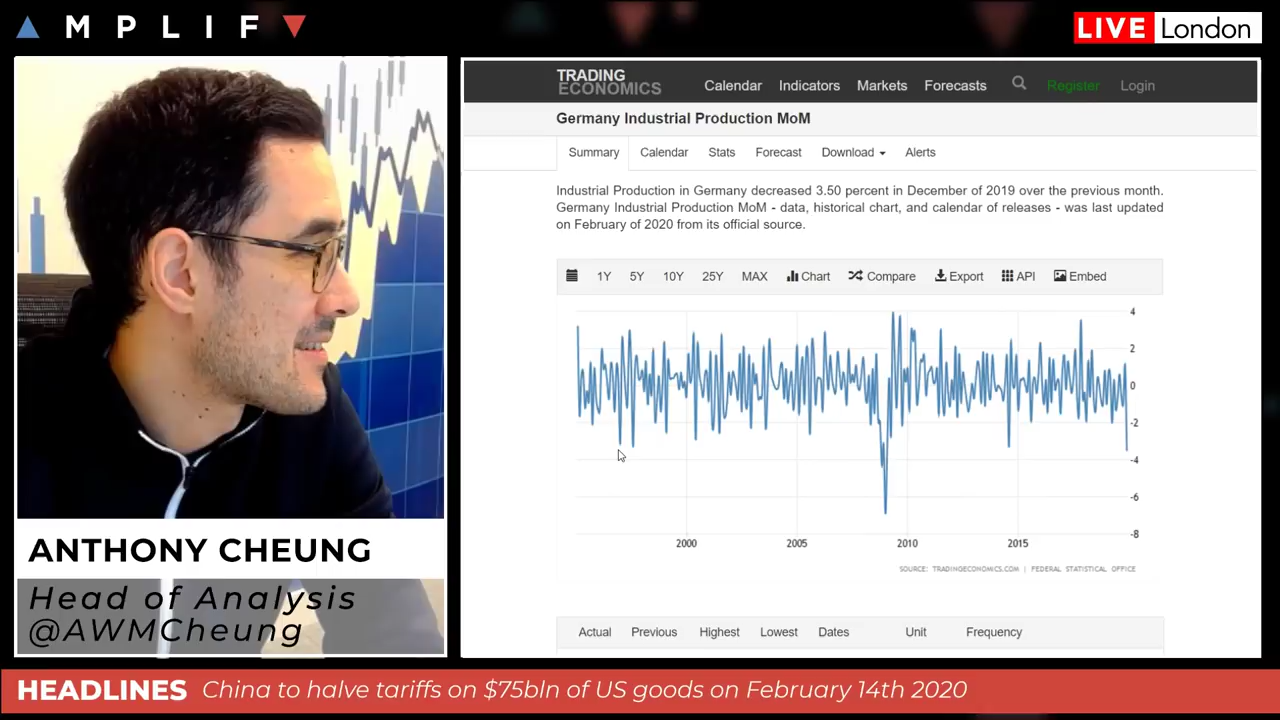 MPLIF
LIVE London
TRADING
ECONOMICS
Calendar Indicators Markets Forecasts Register Login
Germany Industrial Production MoM
Summary Calendar Stats Forecast Download Alerts
Industrial Production in Germany decreased 3.50 percent in December of 2019 over the previous month.
Germany Industrial Production MoM - data, historical chart, and calendar of releases - was last updated
on February of 2020 from its official source.
1Y 5Y 10Y 25Y MAX Chart Compare Export API Embed
4
2
0
-2
-4
-6
-8
2000 2005 2010 2015
SOURCE: TRADINGECONOMICS.COM | FEDERAL STATISTICAL OFFICE
Actual Previous Highest Lowest Dates Unit Frequency
ANTHONY CHEUNG
Head of Analysis
@AWMCheung
HEADLINES China to halve tariffs on $75bln of US goods on February 14th 2020